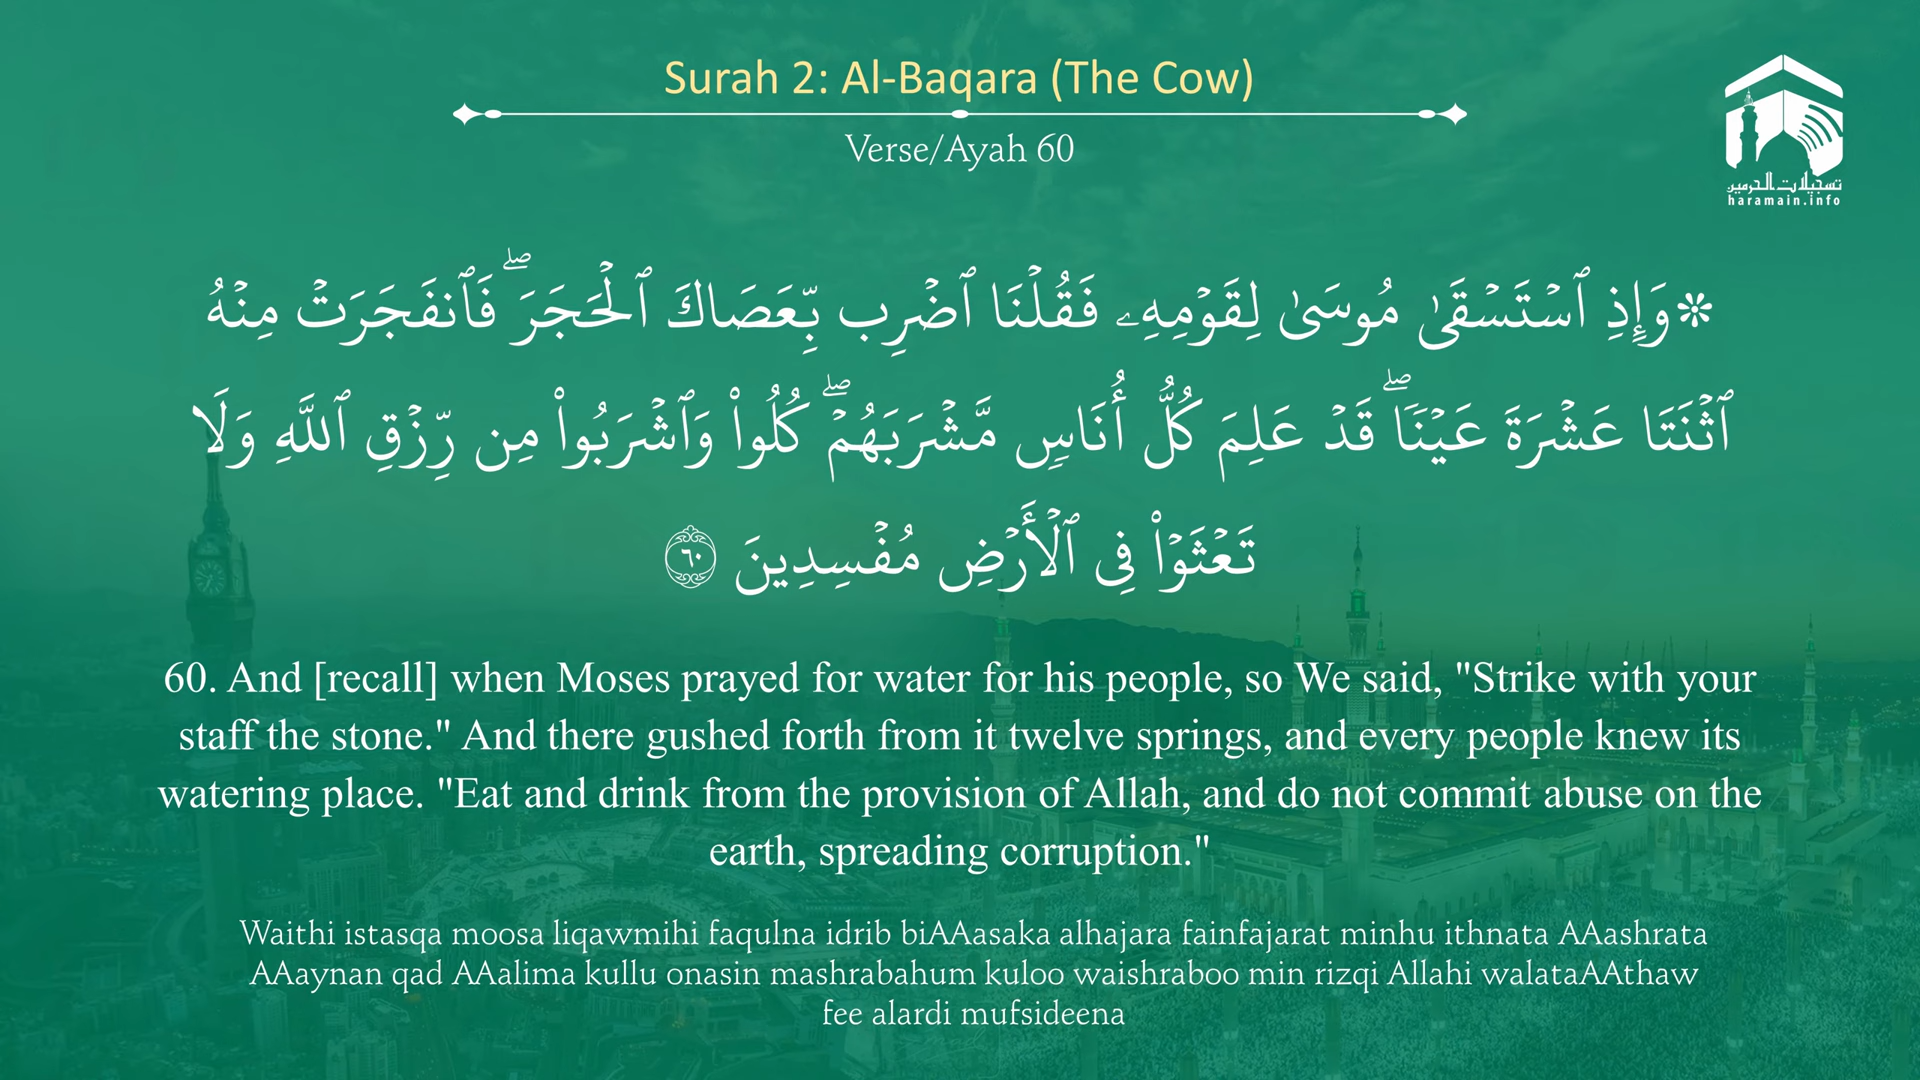 Surah 2: Al-Baqara (The Cow)
Verse/Ayah 60
تسجيلات الحرمين
haramain.info
۞وَإِذِ ٱسْتَسْقَىٰ مُوسَىٰ لِقَوْمِهِۦ فَقُلْنَا ٱضْرِب بِّعَصَاكَ ٱلْحَجَرَ ۖ فَٱنفَجَرَتْ مِنْهُ
ٱثْنَتَا عَشْرَةَ عَيْنًا ۖ قَدْ عَلِمَ كُلُّ أُنَاسٍ مَّشْرَبَهُمْ ۖ كُلُوا۟ وَٱشْرَبُوا۟ مِن رِّزْقِ ٱللَّهِ وَلَا
تَعْثَوْا۟ فِى ٱلْأَرْضِ مُفْسِدِينَ ٦٠
60. And [recall] when Moses prayed for water for his people, so We said, "Strike with your
staff the stone." And there gushed forth from it twelve springs, and every people knew its
watering place. "Eat and drink from the provision of Allah, and do not commit abuse on the
earth, spreading corruption."
Waithi istasqa moosa liqawmihi faqulna idrib biAAasaka alhajara fainfajarat minhu ithnata AAashrata
AAaynan qad AAalima kullu onasin mashrabahum kuloo waishraboo min rizqi Allahi walataAAthaw
fee alardi mufsideena